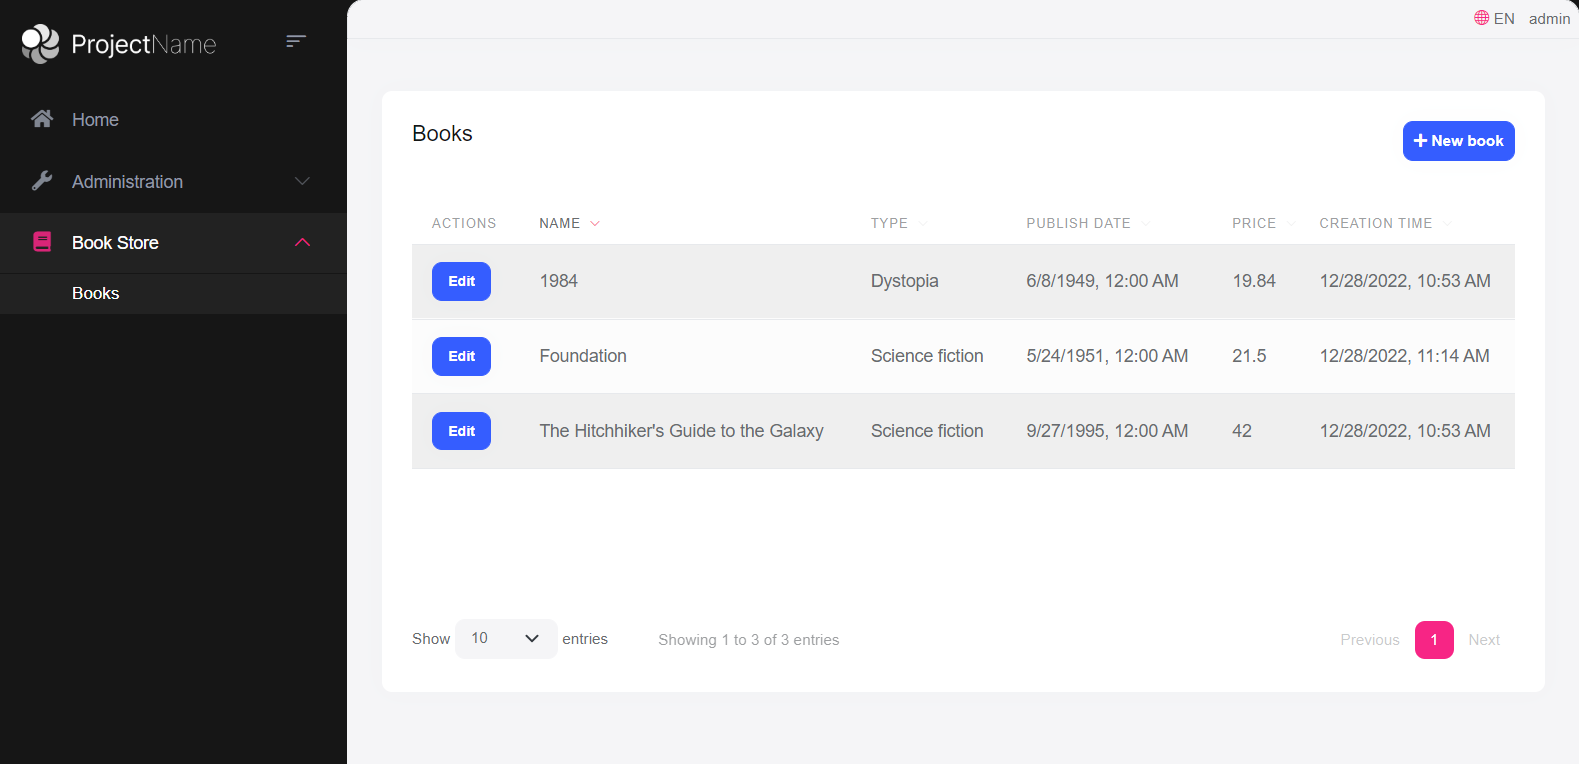 ProjectName
EN admin
Home
Administration
Book Store
Books
Books
New book
ACTIONS NAME TYPE PUBLISH DATE PRICE CREATION TIME
Edit 1984 Dystopia 6/8/1949, 12:00 AM 19.84 12/28/2022, 10:53 AM
Edit Foundation Science fiction 5/24/1951, 12:00 AM 21.5 12/28/2022, 11:14 AM
Edit The Hitchhiker's Guide to the Galaxy Science fiction 9/27/1995, 12:00 AM 42 12/28/2022, 10:53 AM
Show 10 entries Showing 1 to 3 of 3 entries Previous 1 Next